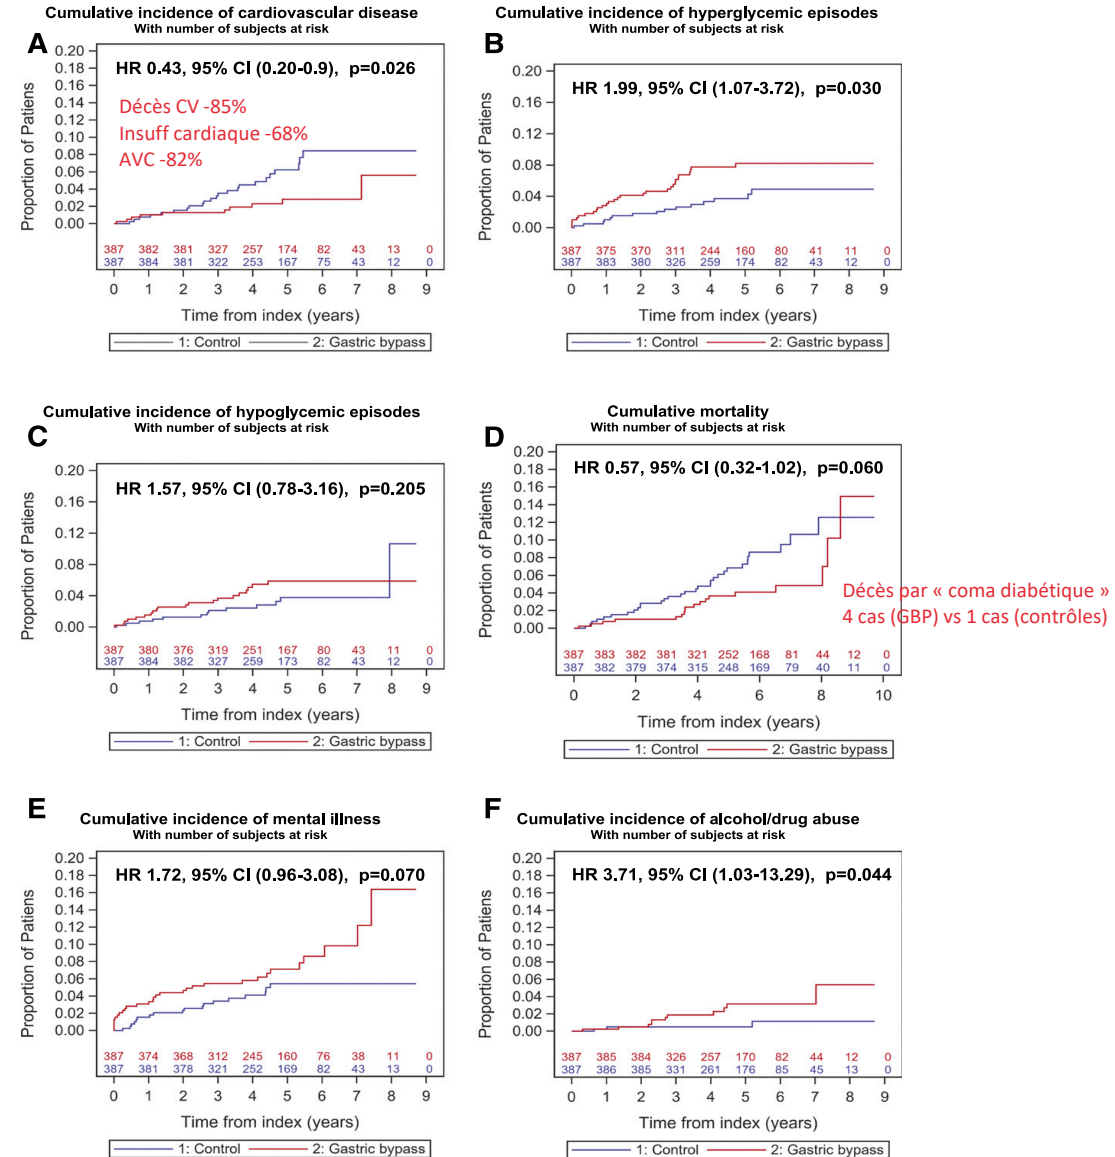 Cumulative incidence of cardiovascular disease
With number of subjects at risk
A
HR 0.43, 95% CI (0.20-0.9), p=0.026
Décès CV -85%
Insuff cardiaque -68%
AVC -82%
Proportion of Patiens
0.20
0.18
0.16
0.14
0.12
0.10
0.08
0.06
0.04
0.02
0.00
387 382 381 327 257 174 82 43 13 0
387 384 381 322 253 167 75 43 12 0
0 1 2 3 4 5 6 7 8 9
Time from index (years)
1: Control 2: Gastric bypass
Cumulative incidence of hyperglycemic episodes
With number of subjects at risk
B
HR 1.99, 95% CI (1.07-3.72), p=0.030
Proportion of Patiens
0.20
0.16
0.12
0.08
0.04
0.00
387 375 370 311 244 160 80 41 11 0
387 383 380 326 259 174 82 43 12 0
0 1 2 3 4 5 6 7 8 9
Time from index (years)
1: Control 2: Gastric bypass
Cumulative incidence of hypoglycemic episodes
With number of subjects at risk
C
HR 1.57, 95% CI (0.78-3.16), p=0.205
Proportion of Patiens
0.20
0.16
0.12
0.08
0.04
0.00
387 380 376 319 251 167 80 43 11 0
387 384 382 327 259 173 82 43 12 0
0 1 2 3 4 5 6 7 8 9
Time from index (years)
1: Control 2: Gastric bypass
Cumulative mortality
With number of subjects at risk
D
HR 0.57, 95% CI (0.32-1.02), p=0.060
Proportion of Patients
0.20
0.18
0.16
0.14
0.12
0.10
0.08
0.06
0.04
0.02
0.00
Décès par « coma diabétique »
4 cas (GBP) vs 1 cas (contrôles)
387 383 382 381 321 252 168 81 44 12 0
387 382 379 374 315 248 169 79 40 11 0
0 2 4 6 8 10
Time from index (years)
1: Control 2: Gastric bypass
E
Cumulative incidence of mental illness
With number of subjects at risk
HR 1.72, 95% CI (0.96-3.08), p=0.070
Proportion of Patiens
0.20
0.18
0.16
0.14
0.12
0.10
0.08
0.06
0.04
0.02
0.00
387 374 368 312 245 160 76 38 11 0
387 381 378 321 252 169 82 43 13 0
0 1 2 3 4 5 6 7 8 9
Time from index (years)
1: Control 2: Gastric bypass
F
Cumulative incidence of alcohol/drug abuse
With number of subjects at risk
HR 3.71, 95% CI (1.03-13.29), p=0.044
Proportion of Patiens
0.20
0.18
0.16
0.14
0.12
0.10
0.08
0.06
0.04
0.02
0.00
387 385 384 326 257 170 82 44 12 0
387 386 385 331 261 176 85 45 13 0
0 1 2 3 4 5 6 7 8 9
Time from index (years)
1: Control 2: Gastric bypass